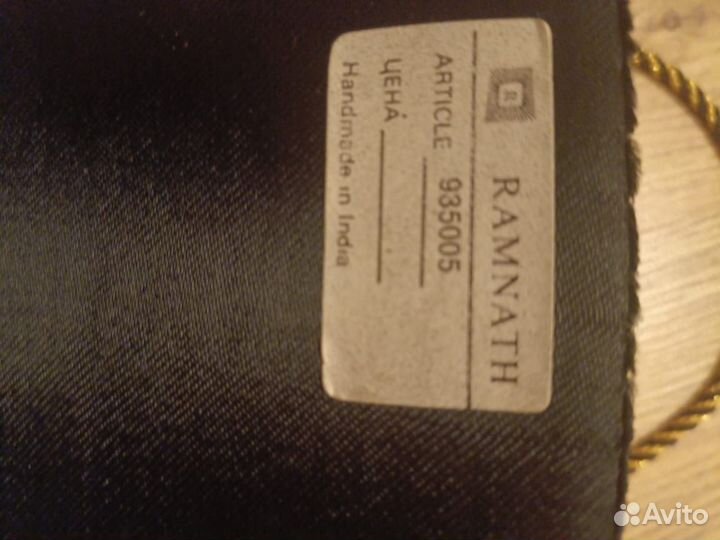 RAMNATH
ARTICLE 935005
ЦЕНА
Handmade in India
Avito